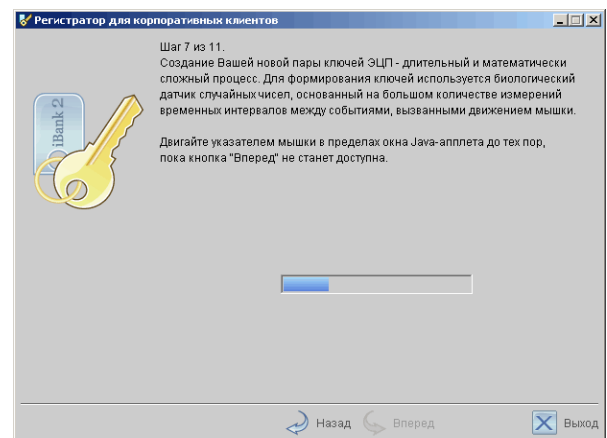 Регистратор для корпоративных клиентов
Шаг 7 из 11.
Создание Вашей новой пары ключей ЭЦП - длительный и математически
сложный процесс. Для формирования ключей используется биологический
датчик случайных чисел, основанный на большом количестве измерений
временных интервалов между событиями, вызванными движением мышки.
Двигайте указателем мышки в пределах окна Java-апплета до тех пор,
пока кнопка "Вперед" не станет доступна.
iBank 2
Назад Вперед Выход